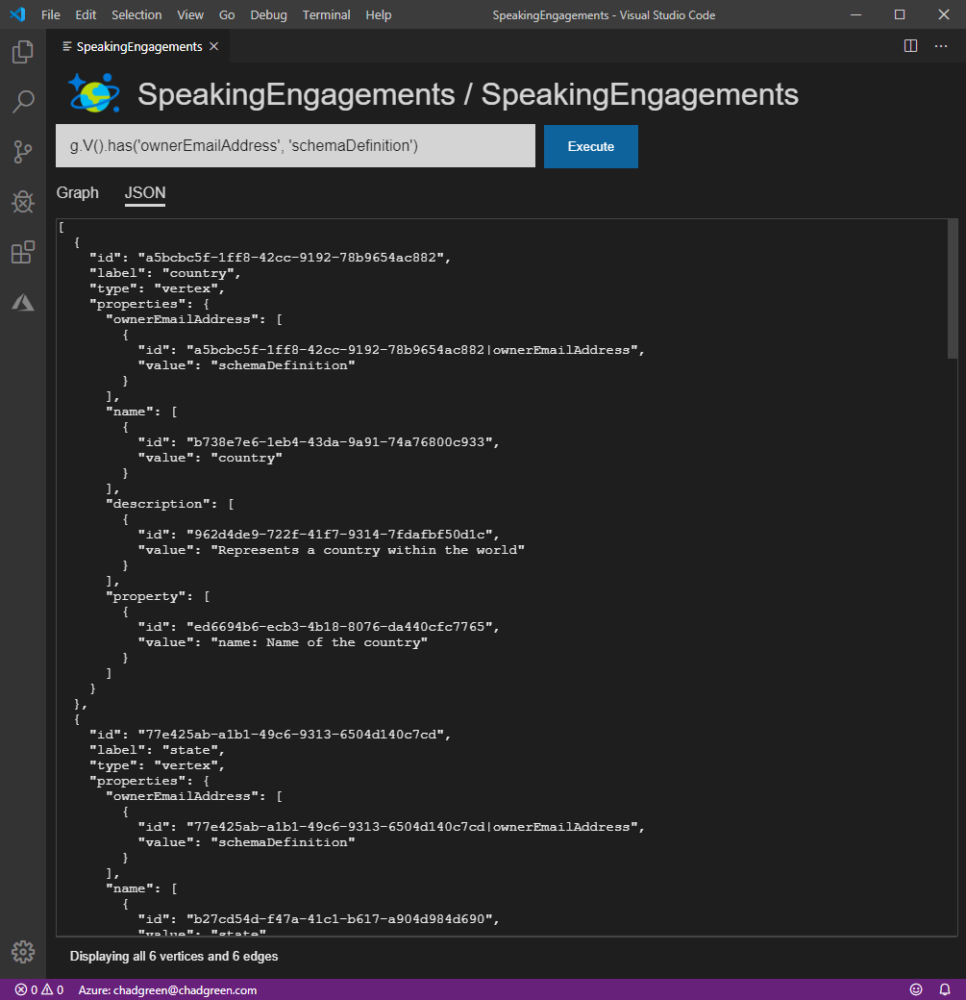 File Edit Selection View Go Debug Terminal Help SpeakingEngagements - Visual Studio Code
SpeakingEngagements
SpeakingEngagements / SpeakingEngagements
g.V().has('ownerEmailAddress', 'schemaDefinition') Execute
Graph JSON
[
{
"id": "a5bcbc5f-1ff8-42cc-9192-78b9654ac882",
"label": "country",
"type": "vertex",
"properties": {
"ownerEmailAddress": [
{
"id": "a5bcbc5f-1ff8-42cc-9192-78b9654ac882|ownerEmailAddress",
"value": "schemaDefinition"
}
],
"name": [
{
"id": "b738e7e6-1eb4-43da-9a91-74a76800c933",
"value": "country"
}
],
"description": [
{
"id": "962d4de9-722f-41f7-9314-7fdafbf50d1c",
"value": "Represents a country within the world"
}
],
"property": [
{
"id": "ed6694b6-ecb3-4b18-8076-da440cfc7765",
"value": "name: Name of the country"
}
]
}
},
{
"id": "77e425ab-a1b1-49c6-9313-6504d140c7cd",
"label": "state",
"type": "vertex",
"properties": {
"ownerEmailAddress": [
{
"id": "77e425ab-a1b1-49c6-9313-6504d140c7cd|ownerEmailAddress",
"value": "schemaDefinition"
}
],
"name": [
{
"id": "b27cd54d-f47a-41c1-b617-a904d984d690",
"value": "state"
Displaying all 6 vertices and 6 edges
0 0 Azure: chadgreen@chadgreen.com